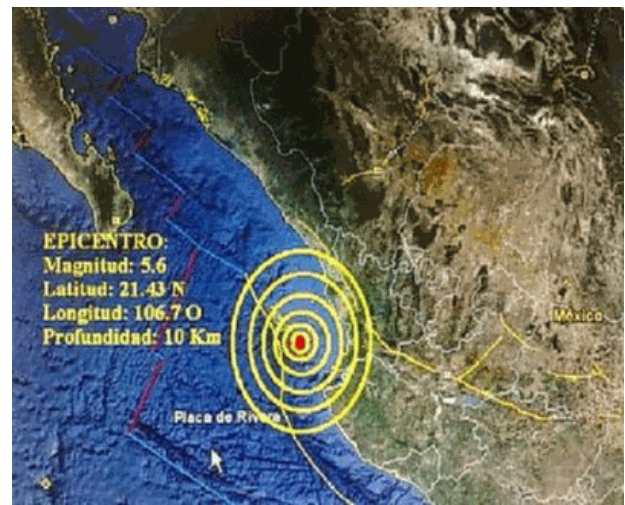 EPICENTRO:
Magnitud: 5.6
Latitud: 21.43 N
Longitud: 106.7 O
Profundidad: 10 Km
México
Placa de Rivera